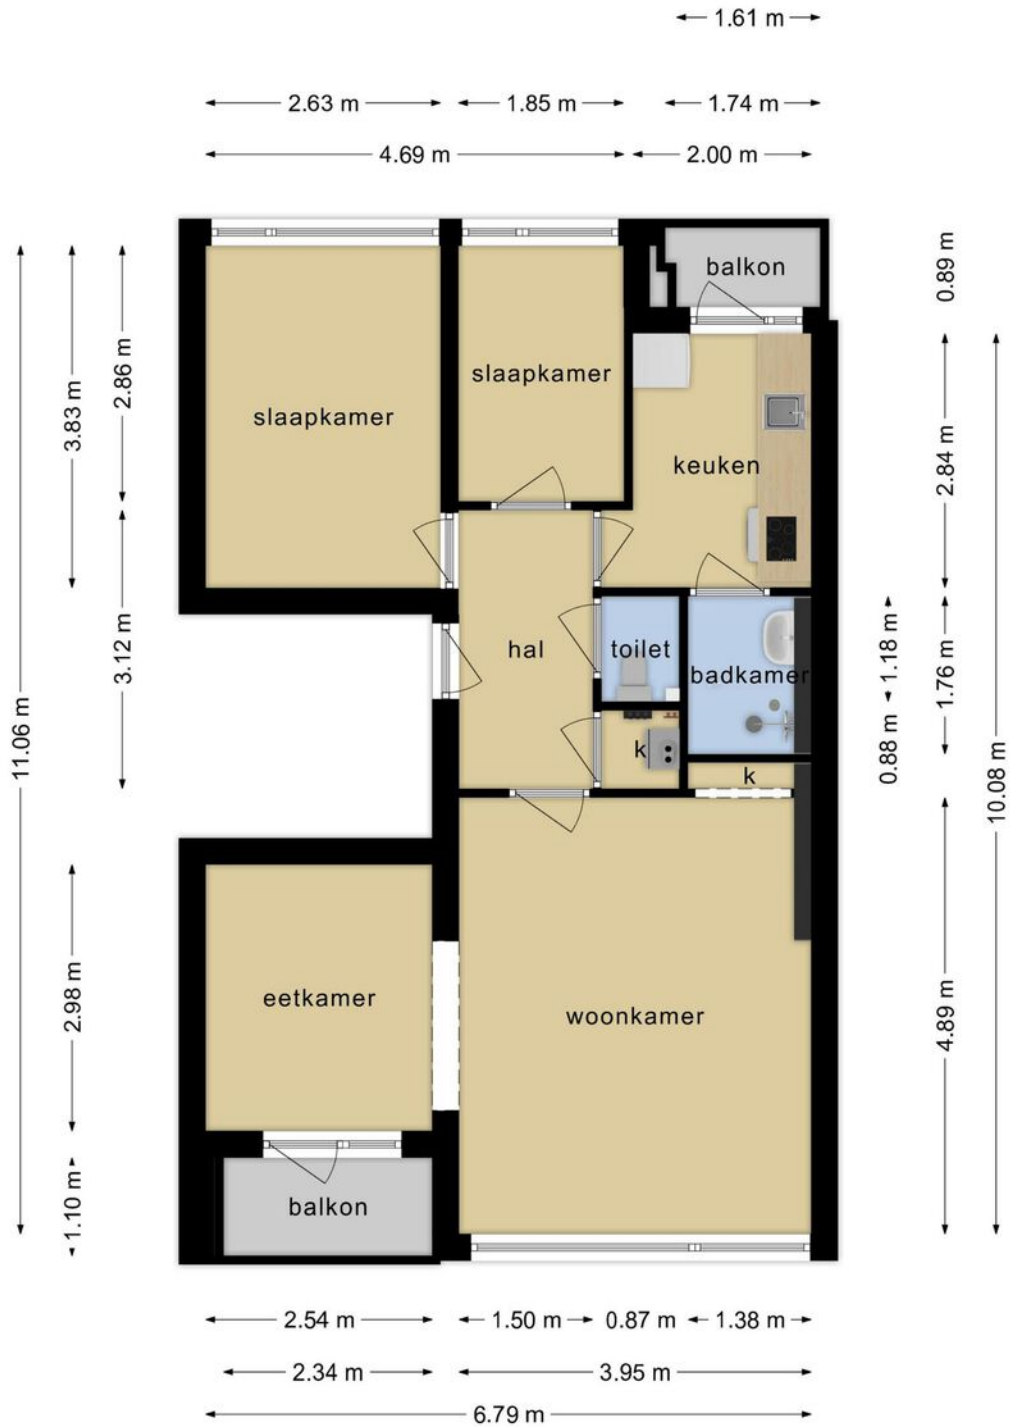 1.61 m
2.63 m
1.85 m
1.74 m
4.69 m
2.00 m
balkon
0.89 m
slaapkamer
2.86 m
3.83 m
slaapkamer
keuken
2.84 m
hal
toilet
badkamer
3.12 m
1.18 m
1.76 m
11.06 m
k
k
0.88 m
10.08 m
eetkamer
woonkamer
2.98 m
4.89 m
balkon
1.10 m
2.54 m
1.50 m
0.87 m
1.38 m
2.34 m
3.95 m
6.79 m